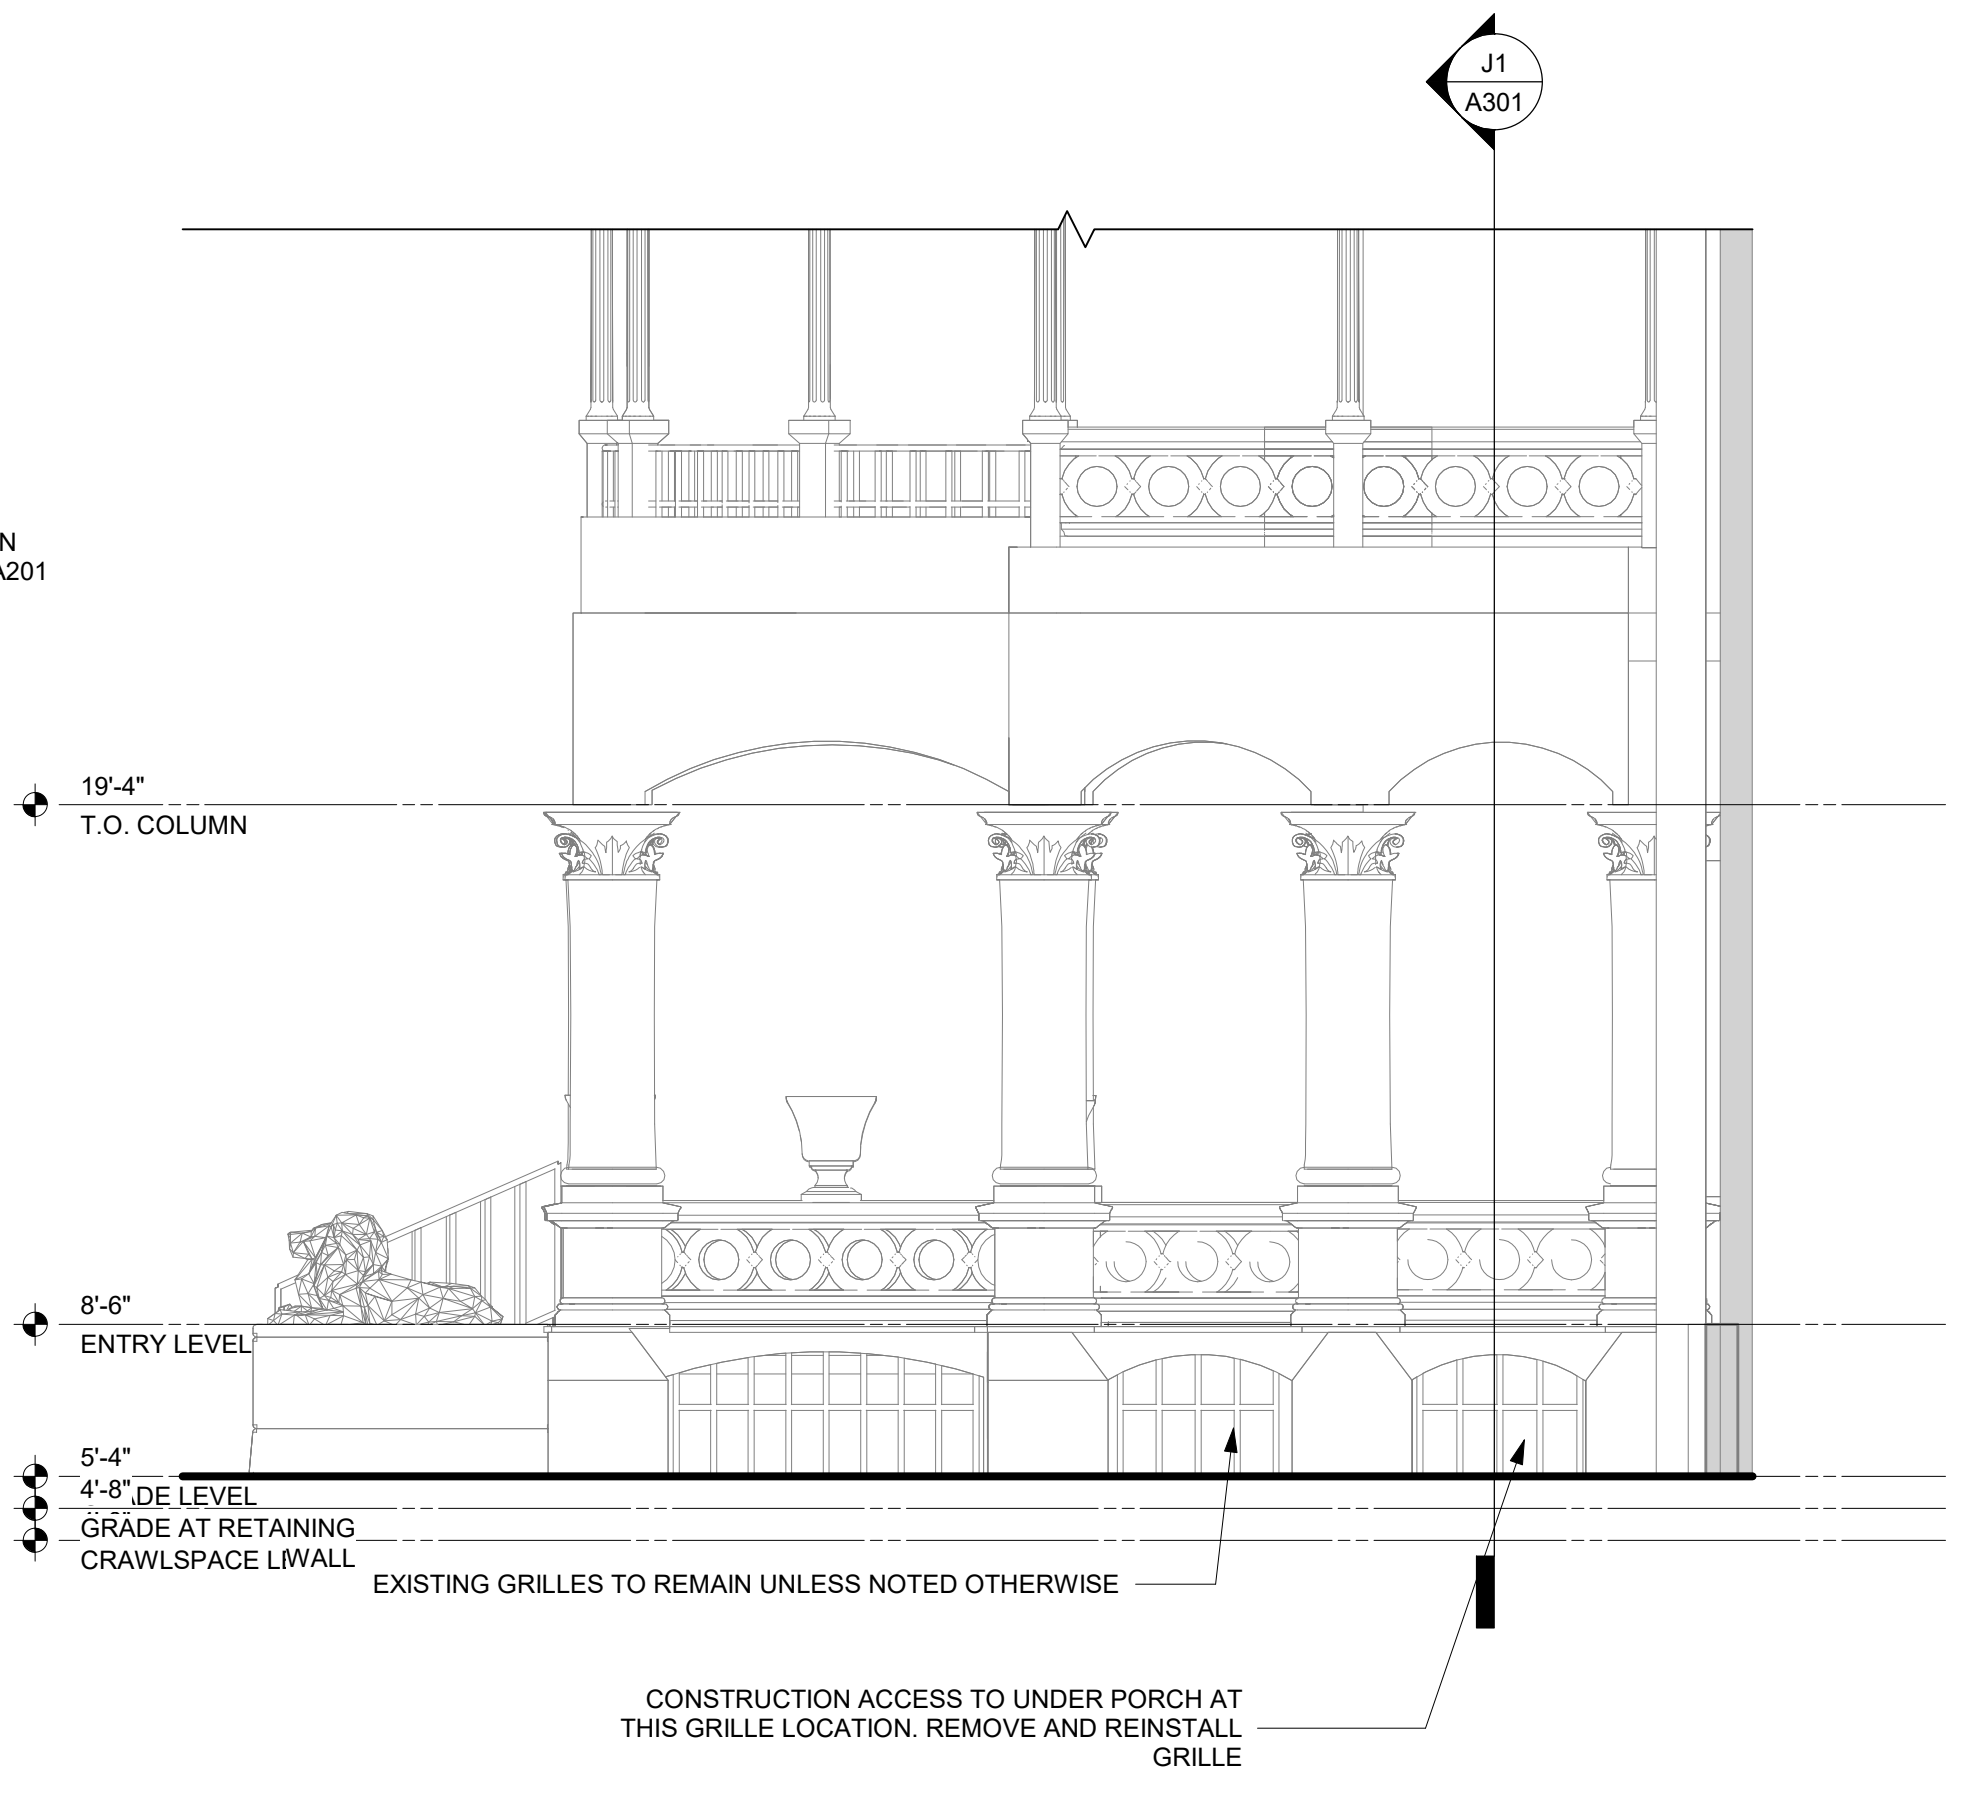 J1
A301
N
A201
19'-4"
T.O. COLUMN
8'-6"
ENTRY LEVEL
5'-4"
4'-8"
ADE LEVEL
GRADE AT RETAINING
WALL
CRAWLSPACE
EXISTING GRILLES TO REMAIN UNLESS NOTED OTHERWISE
CONSTRUCTION ACCESS TO UNDER PORCH AT
THIS GRILLE LOCATION. REMOVE AND REINSTALL
GRILLE